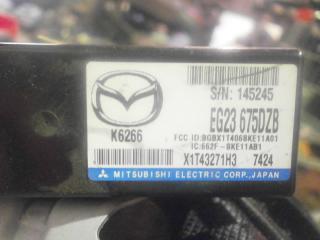 S/N: 145245
EG23 675DZB
K6266
FCC ID:BGBX1T406BKE11A01
IC:662F-BKE11AB1
X1T43271H3 7424
MITSUBISHI ELECTRIC CORP.,JAPAN